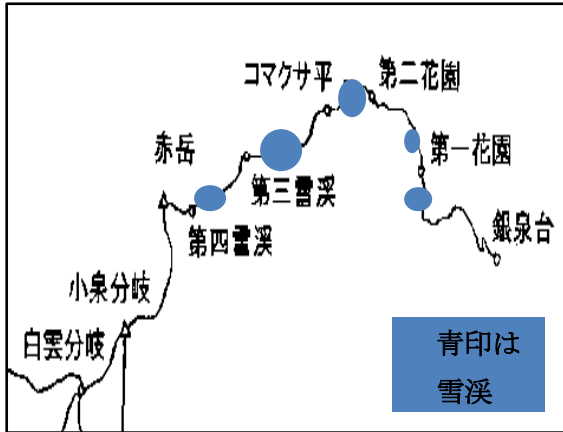 コマクサ平
第二花園
赤岳
第一花園
第三雪渓
銀泉台
第四雪渓
小泉分岐
白雲分岐
青印は
雪渓